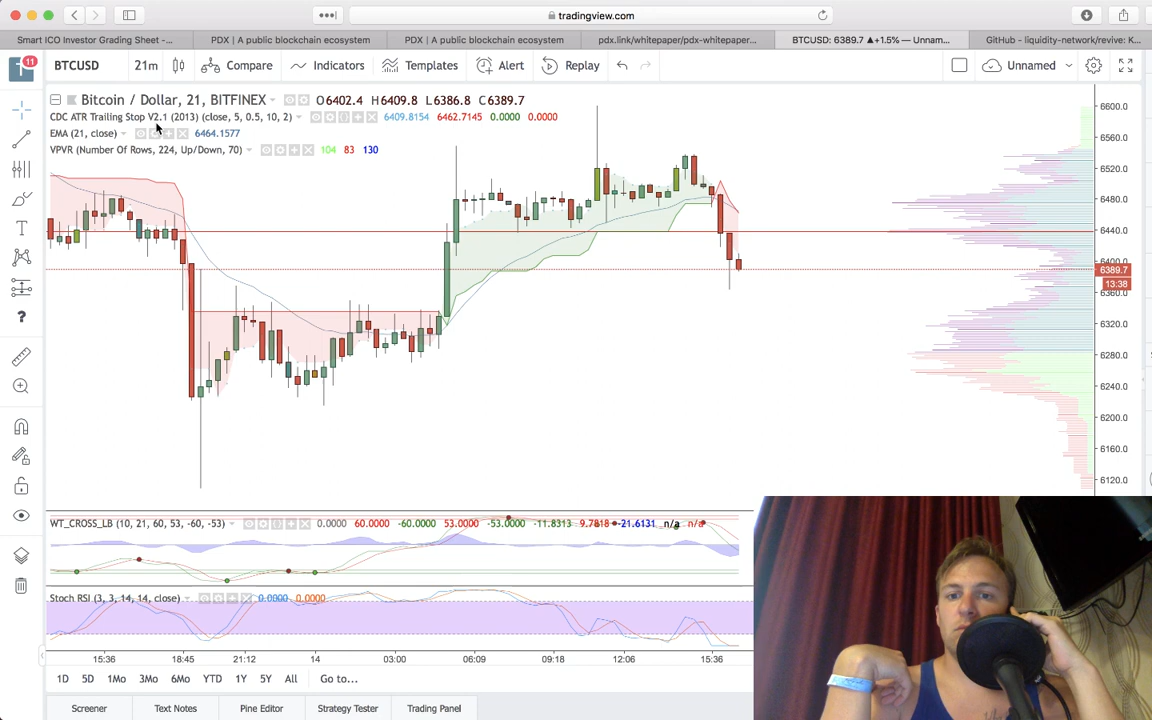 tradingview.com
Smart ICO Investor Grading Sheet -...
PDX | A public blockchain ecosystem
PDX | A public blockchain ecosystem
pdx.link/whitepaper/pdx-whitepaper...
BTCUSD: 6389.7 ▲+1.5% — Unnam...
GitHub - liquidity-network/revive: K...
11
BTCUSD 21m Compare Indicators Templates Alert Replay Unnamed
Bitcoin / Dollar, 21, BITFINEX O6402.4 H6409.8 L6386.8 C6389.7
CDC ATR Trailing Stop V2.1 (2013) (close, 5, 0.5, 10, 2) 6409.8154 6462.7145 0.0000 0.0000
EMA (21, close) 6464.1577
VPVR (Number Of Rows, 224, Up/Down, 70) 104 83 130
6600.0
6560.0
6520.0
6480.0
6440.0
6400.0
6389.7
13:38
6360.0
6320.0
6280.0
6240.0
6200.0
6160.0
6120.0
WT_CROSS_LB (10, 21, 60, 53, -60, -53) 0.0000 60.0000 -60.0000 53.0000 -53.0000 -11.8313 9.7818 -21.6131 n/a n/a
Stoch RSI (3, 3, 14, 14, close) 0.0000 0.0000
15:36 18:45 21:12 14 03:00 06:09 09:18 12:06 15:36
1D 5D 1Mo 3Mo 6Mo YTD 1Y 5Y All Go to...
Screener Text Notes Pine Editor Strategy Tester Trading Panel